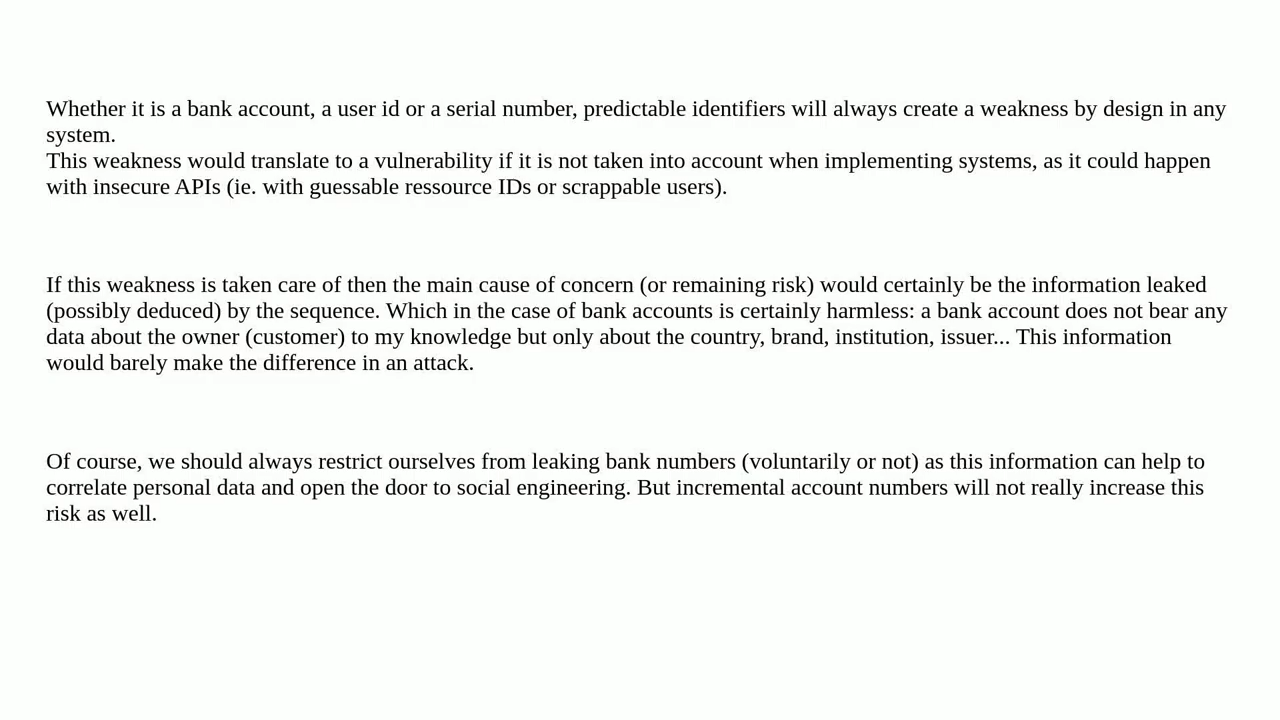 Whether it is a bank account, a user id or a serial number, predictable identifiers will always create a weakness by design in any
system.
This weakness would translate to a vulnerability if it is not taken into account when implementing systems, as it could happen
with insecure APIs (ie. with guessable ressource IDs or scrappable users).
If this weakness is taken care of then the main cause of concern (or remaining risk) would certainly be the information leaked
(possibly deduced) by the sequence. Which in the case of bank accounts is certainly harmless: a bank account does not bear any
data about the owner (customer) to my knowledge but only about the country, brand, institution, issuer... This information
would barely make the difference in an attack.
Of course, we should always restrict ourselves from leaking bank numbers (voluntarily or not) as this information can help to
correlate personal data and open the door to social engineering. But incremental account numbers will not really increase this
risk as well.